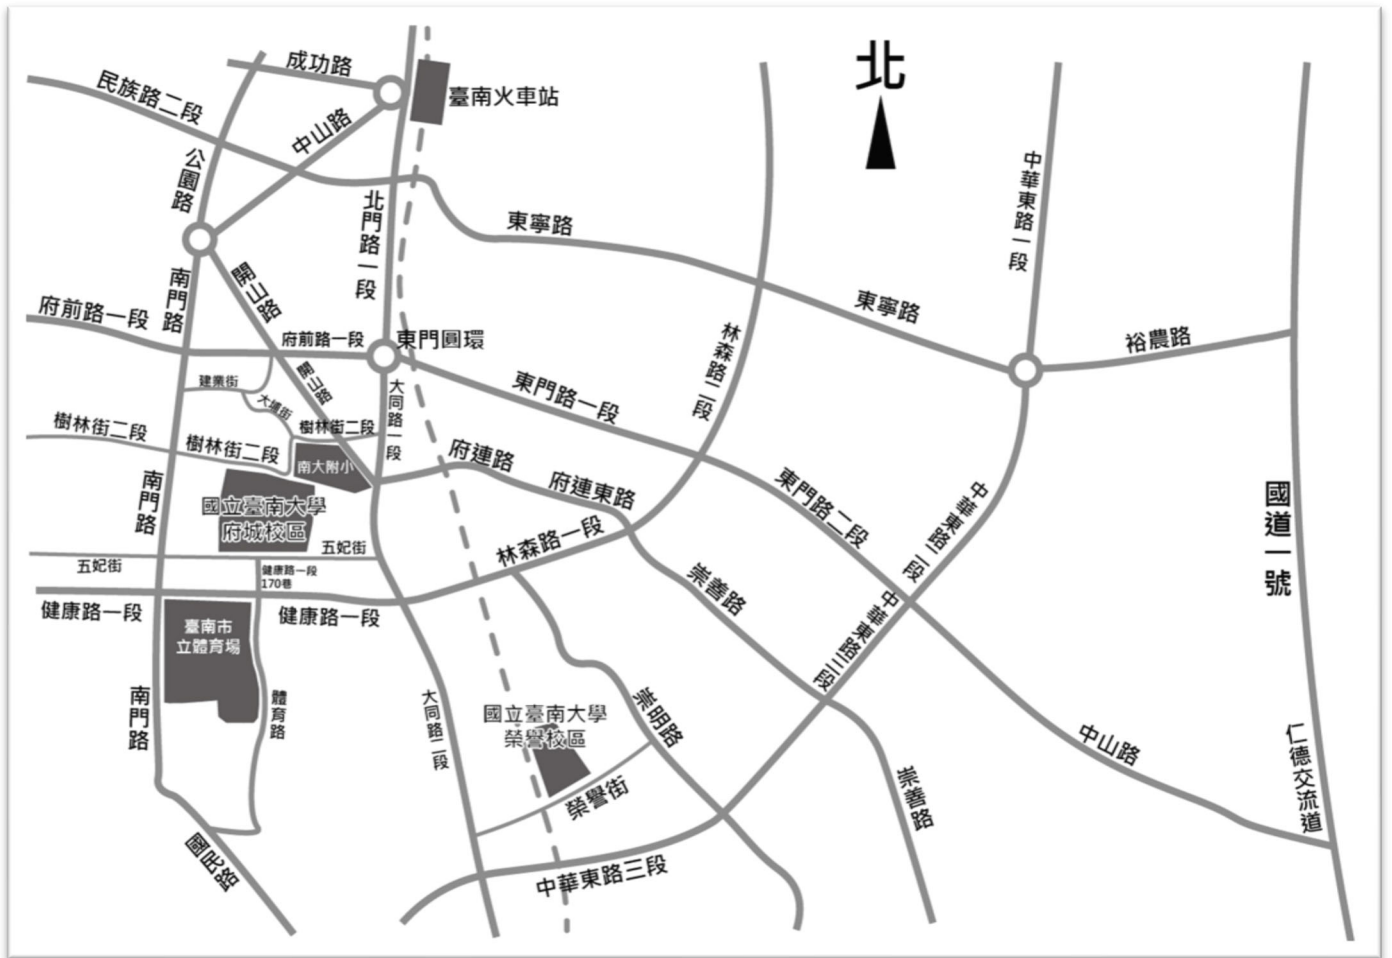 北
成功路
臺南火車站
民族路二段
中山路
公園路
北門路一段
中華東路一段
東寧路
開山路
南門路
府前路一段
府前路一段
東門圓環
東寧路
裕農路
林森路二段
建業街
開山路
大埔街
大同路一段
東門路一段
樹林街二段
樹林街二段
樹林街二段
南大附小
府連路
府連東路
東門路二段
中華東路二段
國道一號
南門路
國立臺南大學
府城校區
五妃街
五妃街
林森路一段
健康路一段
170巷
崇善路
健康路一段
健康路一段
中華東路三段
臺南市
立體育場
南門路
體育路
大同路二段
國立臺南大學
榮譽校區
崇明路
中山路
仁德交流道
榮譽街
崇善路
國民路
中華東路三段